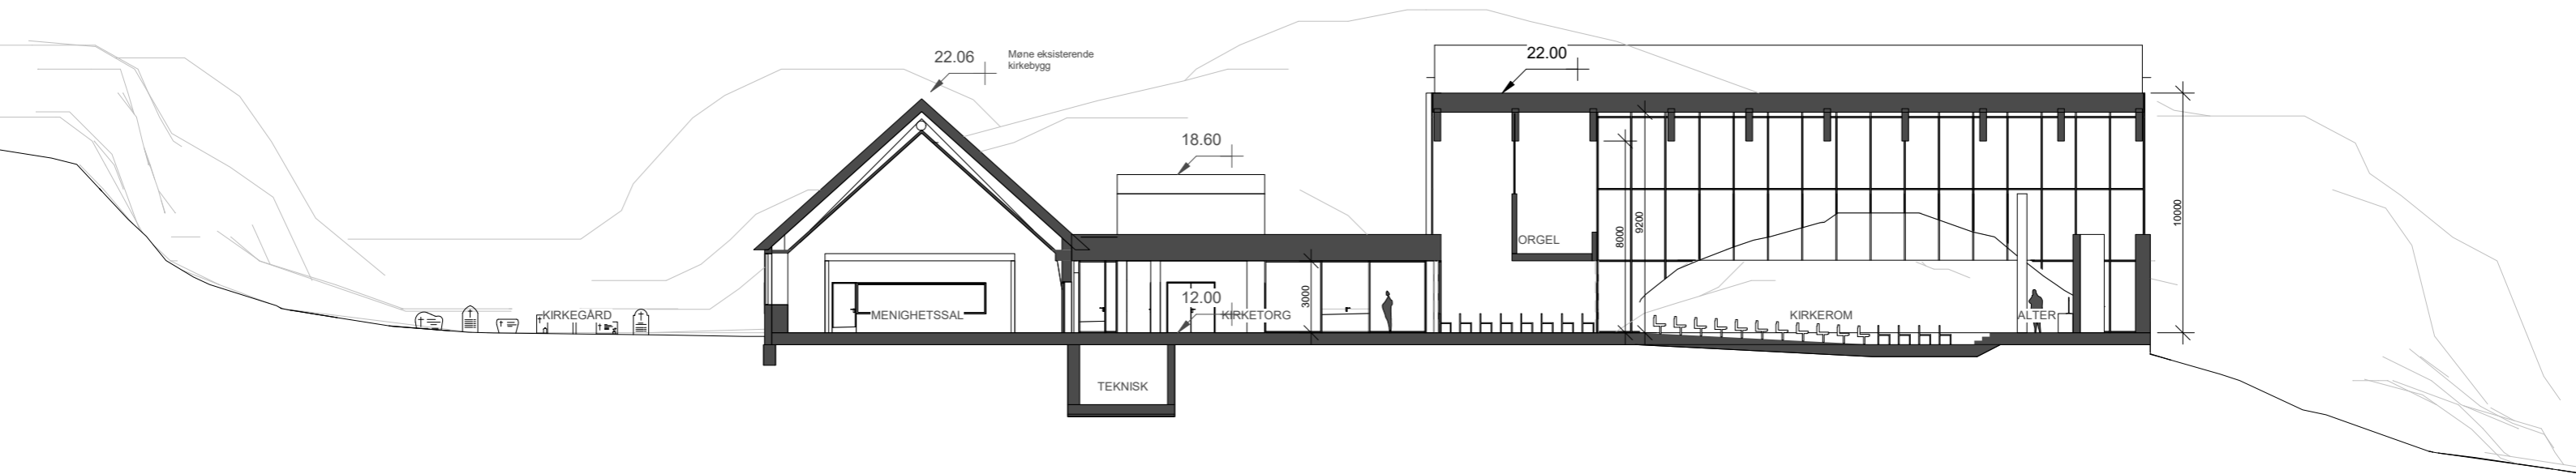 22.06
Møne eksisterende
kirkebygg
22.00
18.60
10000
9200
8000
ORGEL
3000
12.00
KIRKEGÅRD
MENIGHETSSAL
KIRKETORG
KIRKEROM
ALTER
TEKNISK